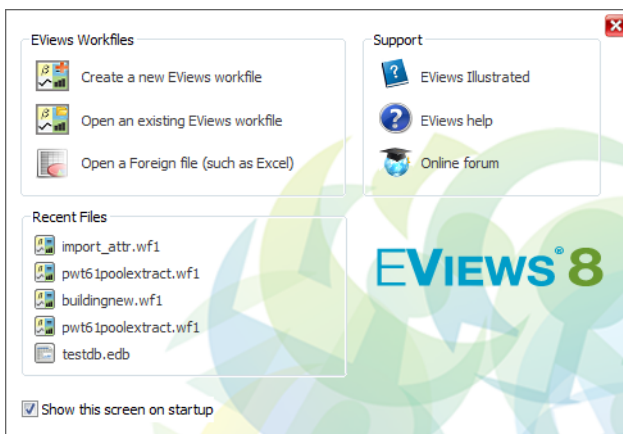 EViews Workfiles
Create a new EViews workfile
Open an existing EViews workfile
Open a Foreign file (such as Excel)
Support
EViews Illustrated
EViews help
Online forum
Recent Files
import_attr.wf1
pwt61poolextract.wf1
buildingnew.wf1
pwt61poolextract.wf1
testdb.edb
EVIEWS® 8
Show this screen on startup